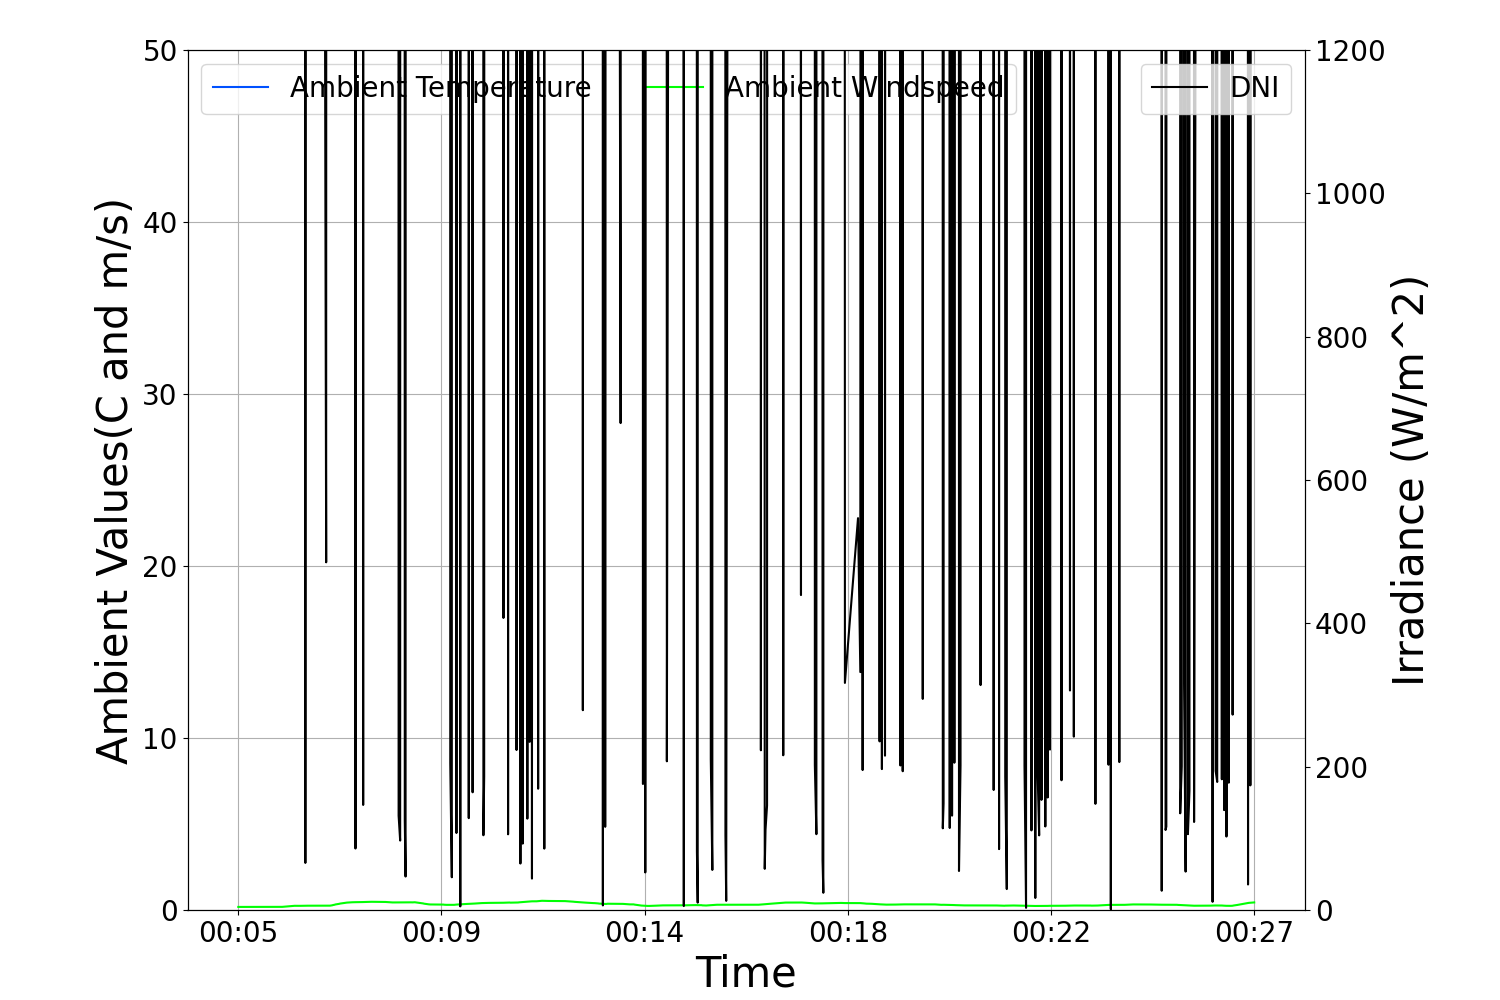 50
40
30
20
10
0
Ambient Values(C and m/s)
Ambient Temperature
Ambient Windspeed
DNI
1200
1000
800
600
400
200
0
Irradiance (W/m^2)
00:05 00:09 00:14 00:18 00:22 00:27
Time